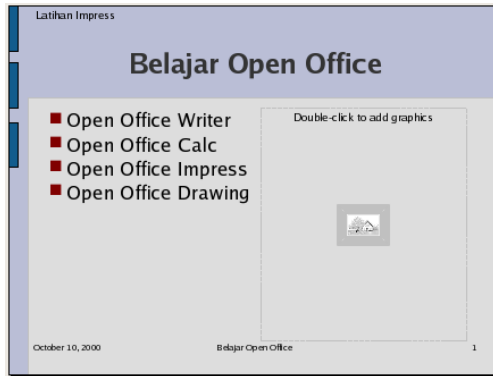 Latihan Impress
Belajar Open Office
Open Office Writer
Open Office Calc
Open Office Impress
Open Office Drawing
Double-click to add graphics
October 10, 2000
Belajar Open Office
1